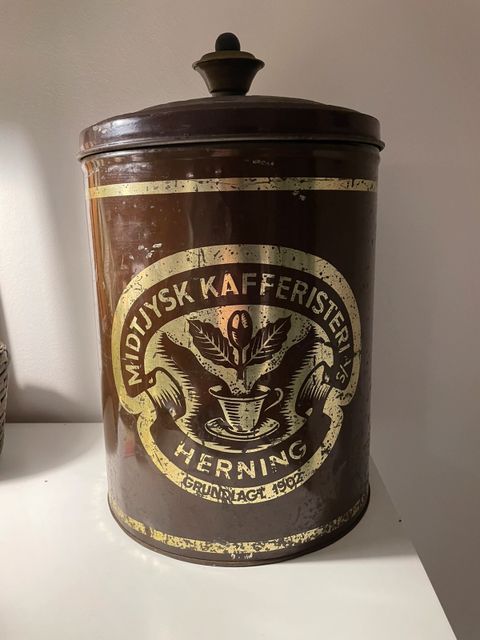 MIDTJYSK KAFFERISTERI A/S
HERNING
GRUNDLAGT 1902